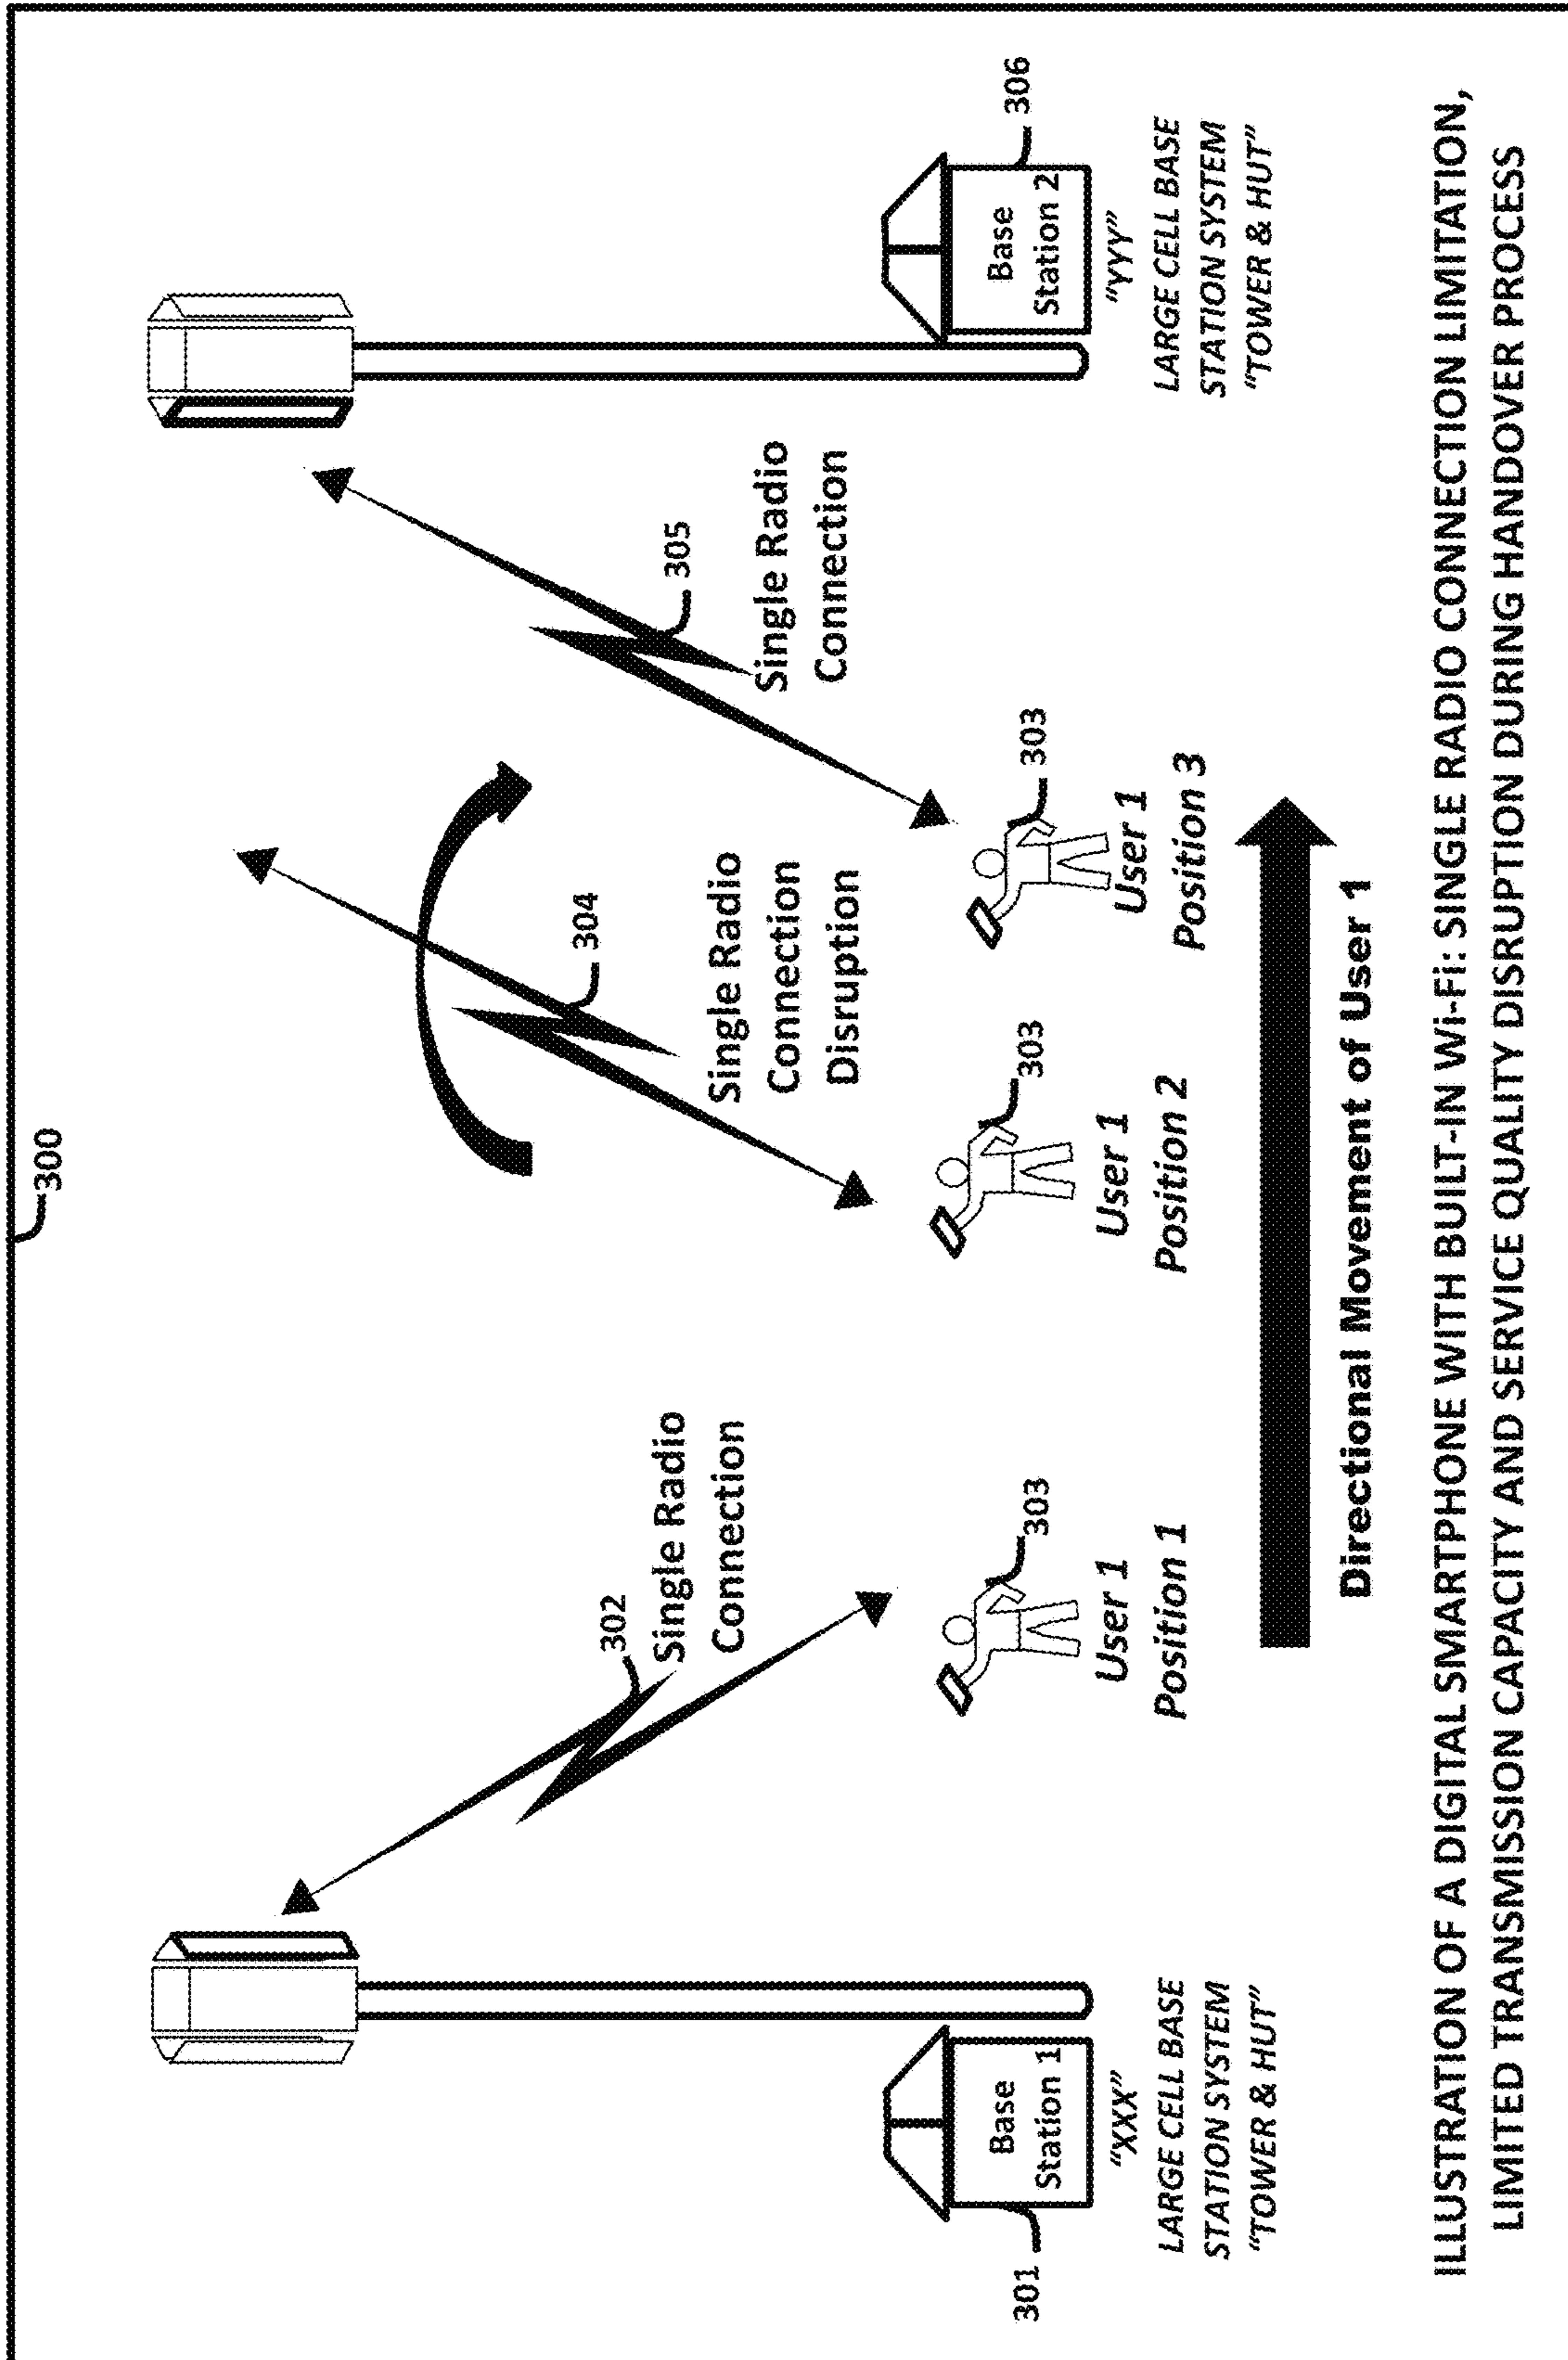 300
302
Single Radio
Connection
304
Single Radio
Connection
Disruption
305
Single Radio
Connection
301
Base
Station 1
"XXX"
LARGE CELL BASE
STATION SYSTEM
"TOWER & HUT"
303
User 1
Position 1
303
User 1
Position 2
303
User 1
Position 3
306
Base
Station 2
"YYY"
LARGE CELL BASE
STATION SYSTEM
"TOWER & HUT"
Directional Movement of User 1
ILLUSTRATION OF A DIGITAL SMARTPHONE WITH BUILT-IN Wi-Fi: SINGLE RADIO CONNECTION LIMITATION,
LIMITED TRANSMISSION CAPACITY AND SERVICE QUALITY DISRUPTION DURING HANDOVER PROCESS